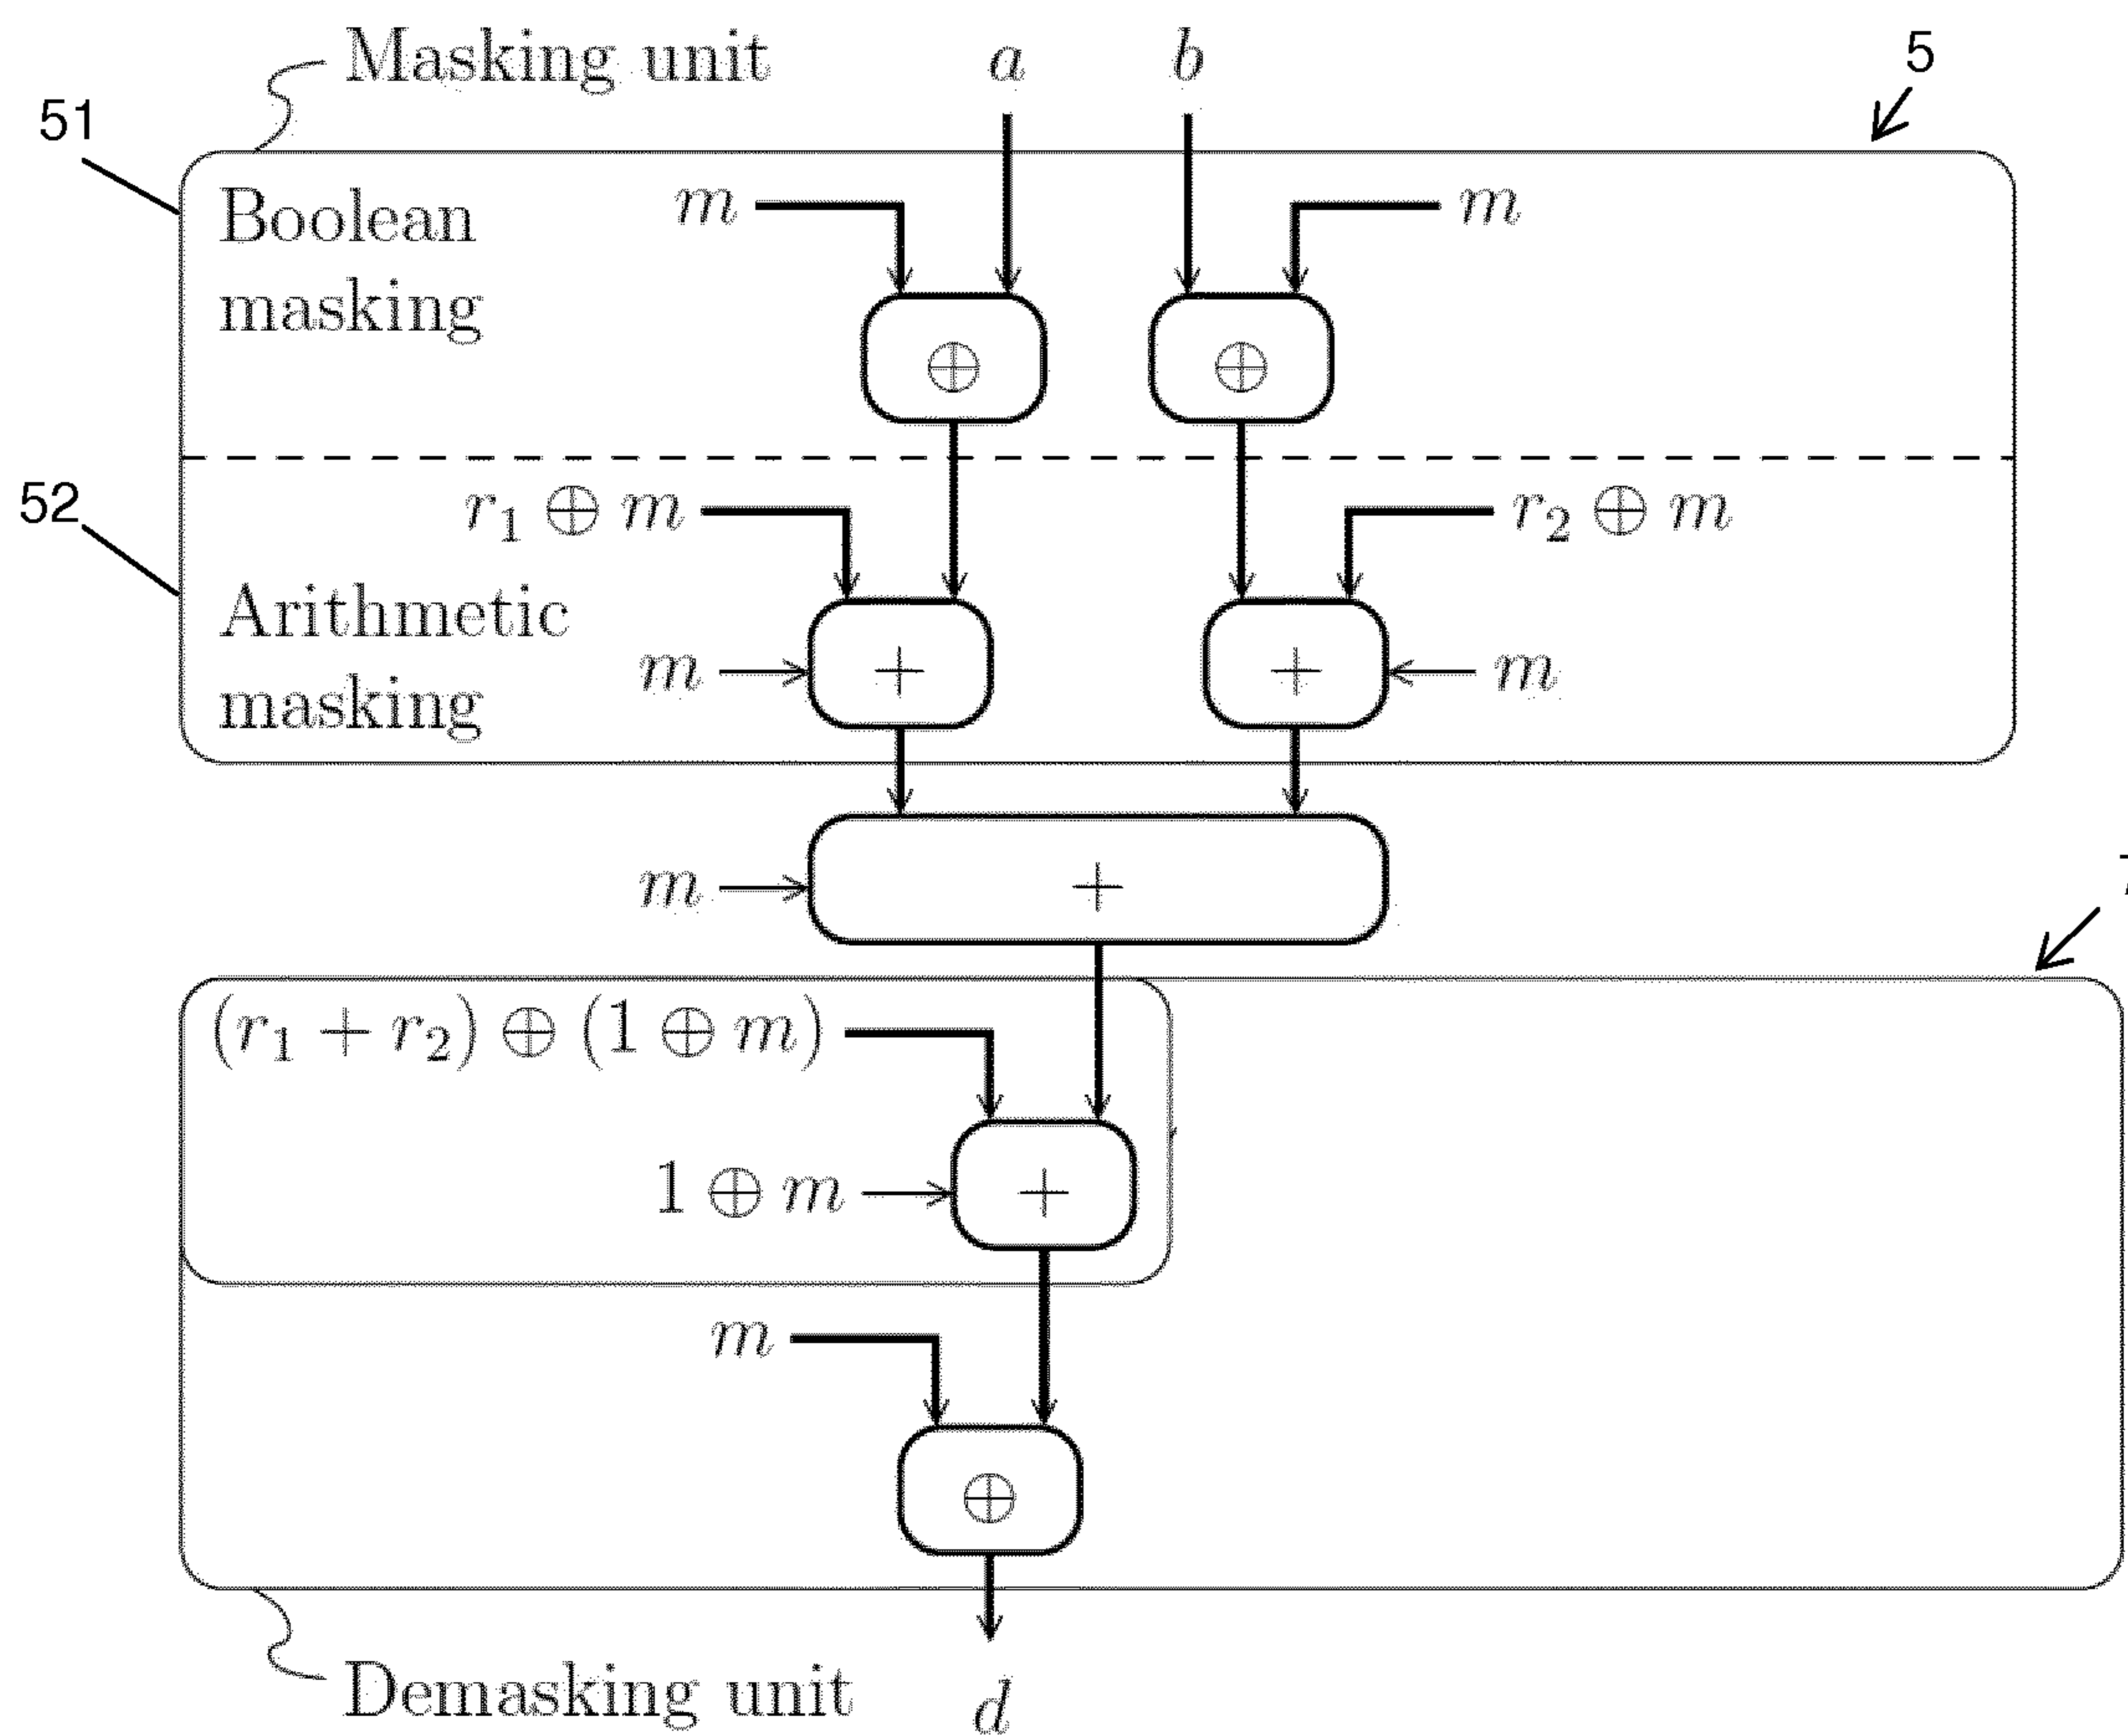 Masking unit
a
b
5
51
Boolean
masking
m
m
⊕
⊕
52
r₁ ⊕ m
r₂ ⊕ m
Arithmetic
masking
m
+
+
m
m
+
(r₁ + r₂) ⊕ (1 ⊕ m)
1 ⊕ m
+
m
⊕
Demasking unit
d